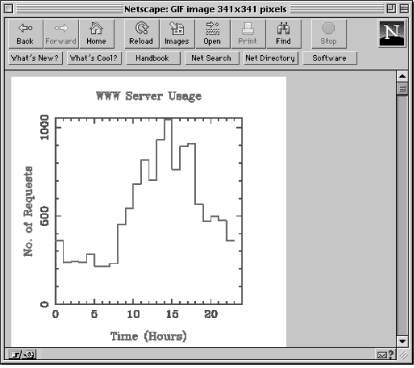 Netscape: GIF image 341x341 pixels
Back Forward Home Reload Images Open Print Find Stop
N
What's New? What's Cool? Handbook Net Search Net Directory Software
WWW Server Usage
No. of Requests
1000
500
0
0 5 10 15 20
Time (Hours)
?